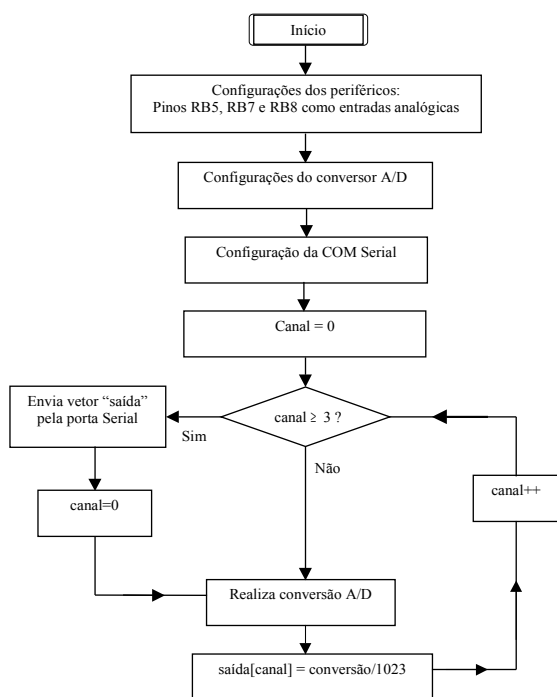 Início
Configurações dos periféricos:
Pinos RB5, RB7 e RB8 como entradas analógicas
Configurações do conversor A/D
Configuração da COM Serial
Canal = 0
Envia vetor “saída”
pela porta Serial
canal ≥ 3 ?
Sim
Não
canal=0
canal++
Realiza conversão A/D
saída[canal] = conversão/1023